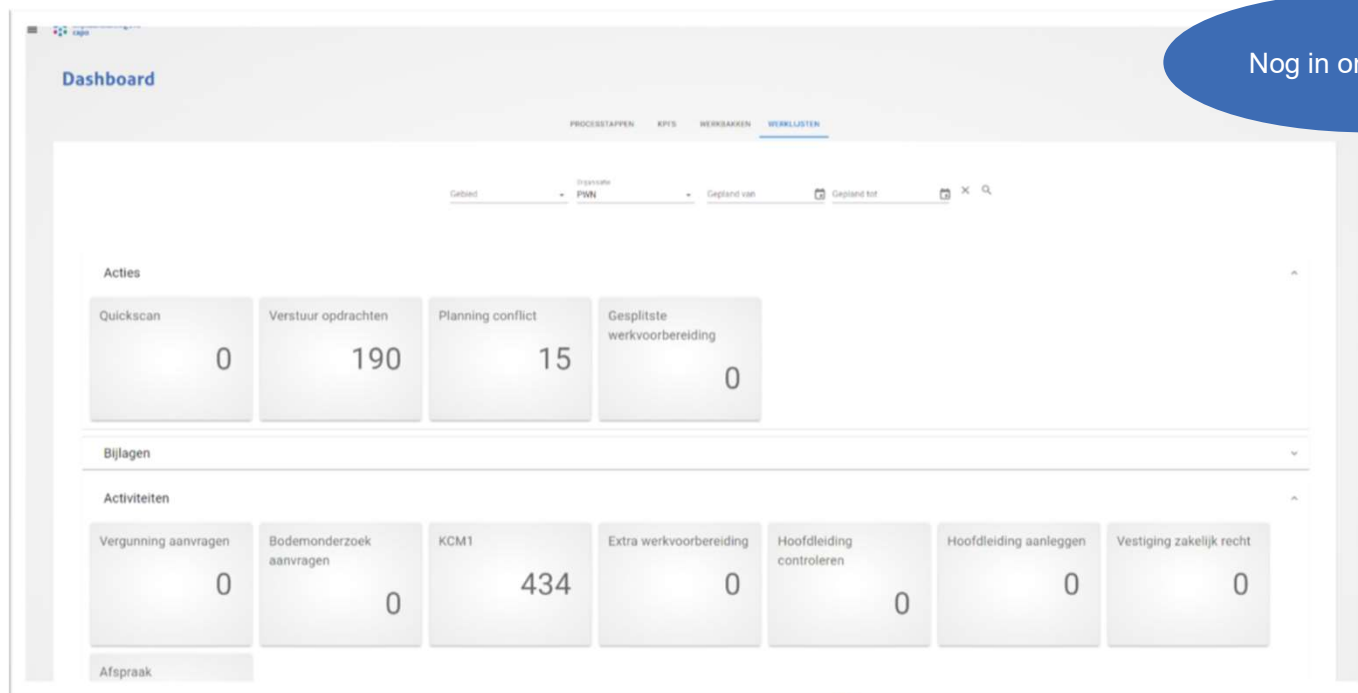 capo
Nog in
Dashboard
PROCESSTAPPEN KPI'S WERKBAKKEN WERKLIJSTEN
Organisatie
Gebied PWN Gepland van Gepland tot
Acties
Quickscan Verstuur opdrachten Planning conflict Gesplitste
werkvoorbereiding
0 190 15
0
Bijlagen
Activiteiten
Vergunning aanvragen Bodemonderzoek KCM1 Extra werkvoorbereiding Hoofdleiding Hoofdleiding aanleggen Vestiging zakelijk recht
aanvragen controleren
0 434 0 0 0
0 0
Afspraak